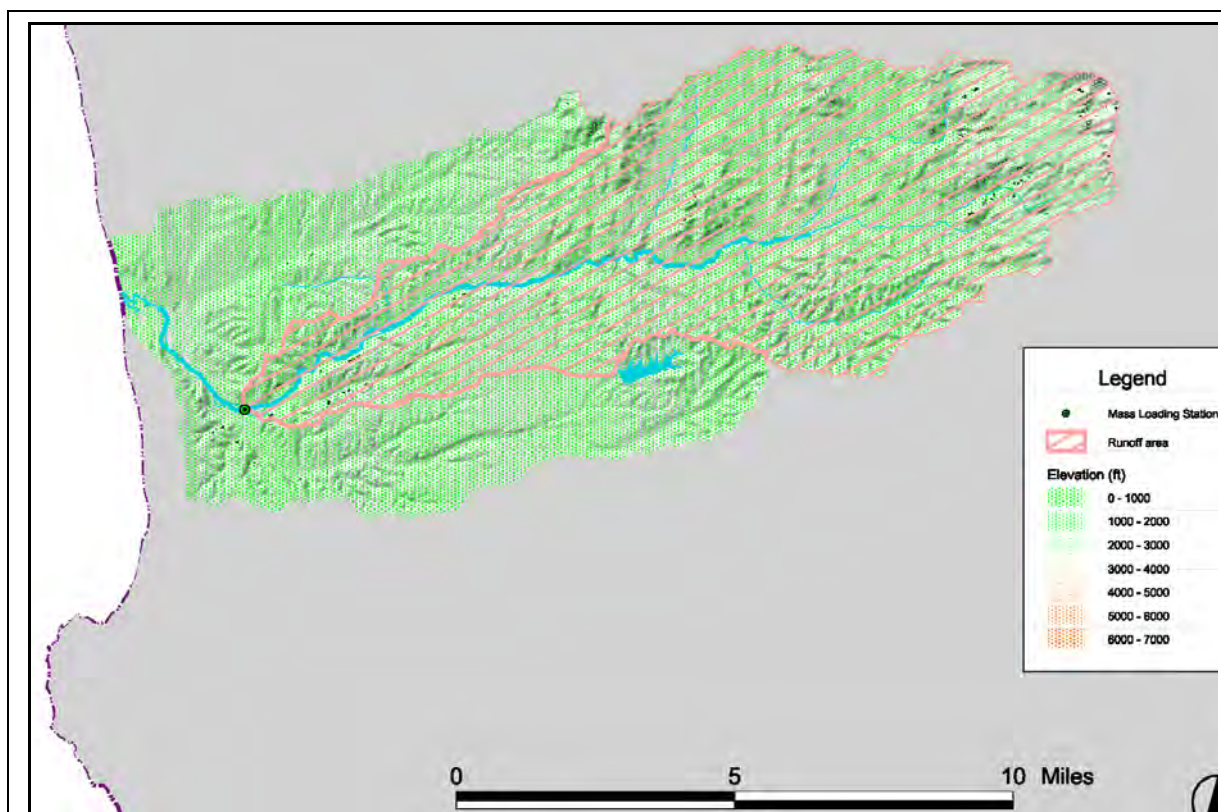 Legend
Mass Loading Station
Runoff area
Elevation (ft)
0 - 1000
1000 - 2000
2000 - 3000
3000 - 4000
4000 - 5000
5000 - 6000
6000 - 7000
0 5 10 Miles